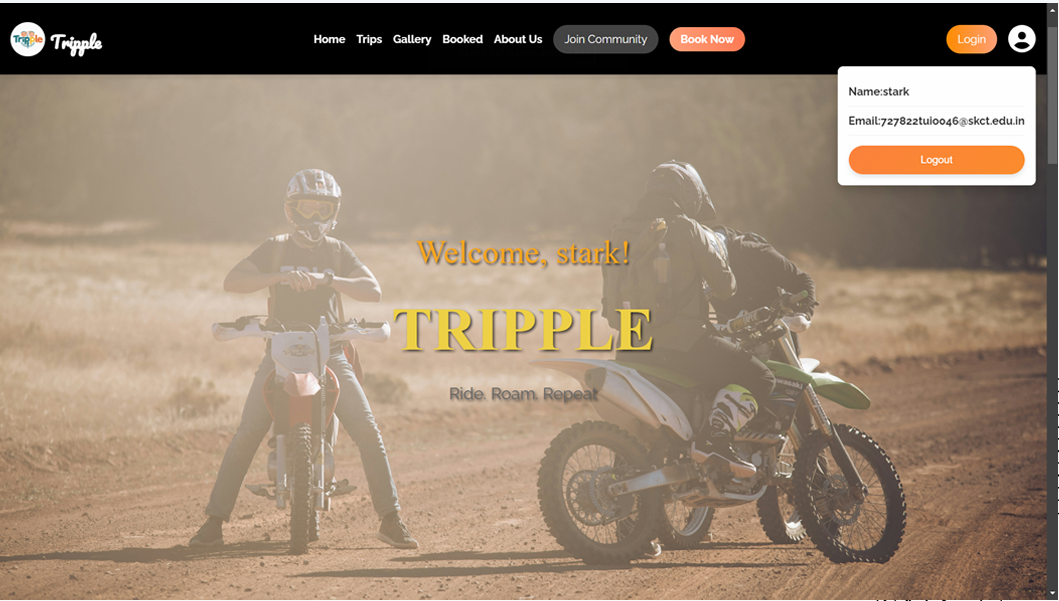 Tripple Tripple
Home Trips Gallery Booked About Us Join Community Book Now Login
Name:stark
Email:727822tui0046@skct.edu.in
Logout
Welcome, stark!
TRIPPLE
Ride. Roam. Repeat